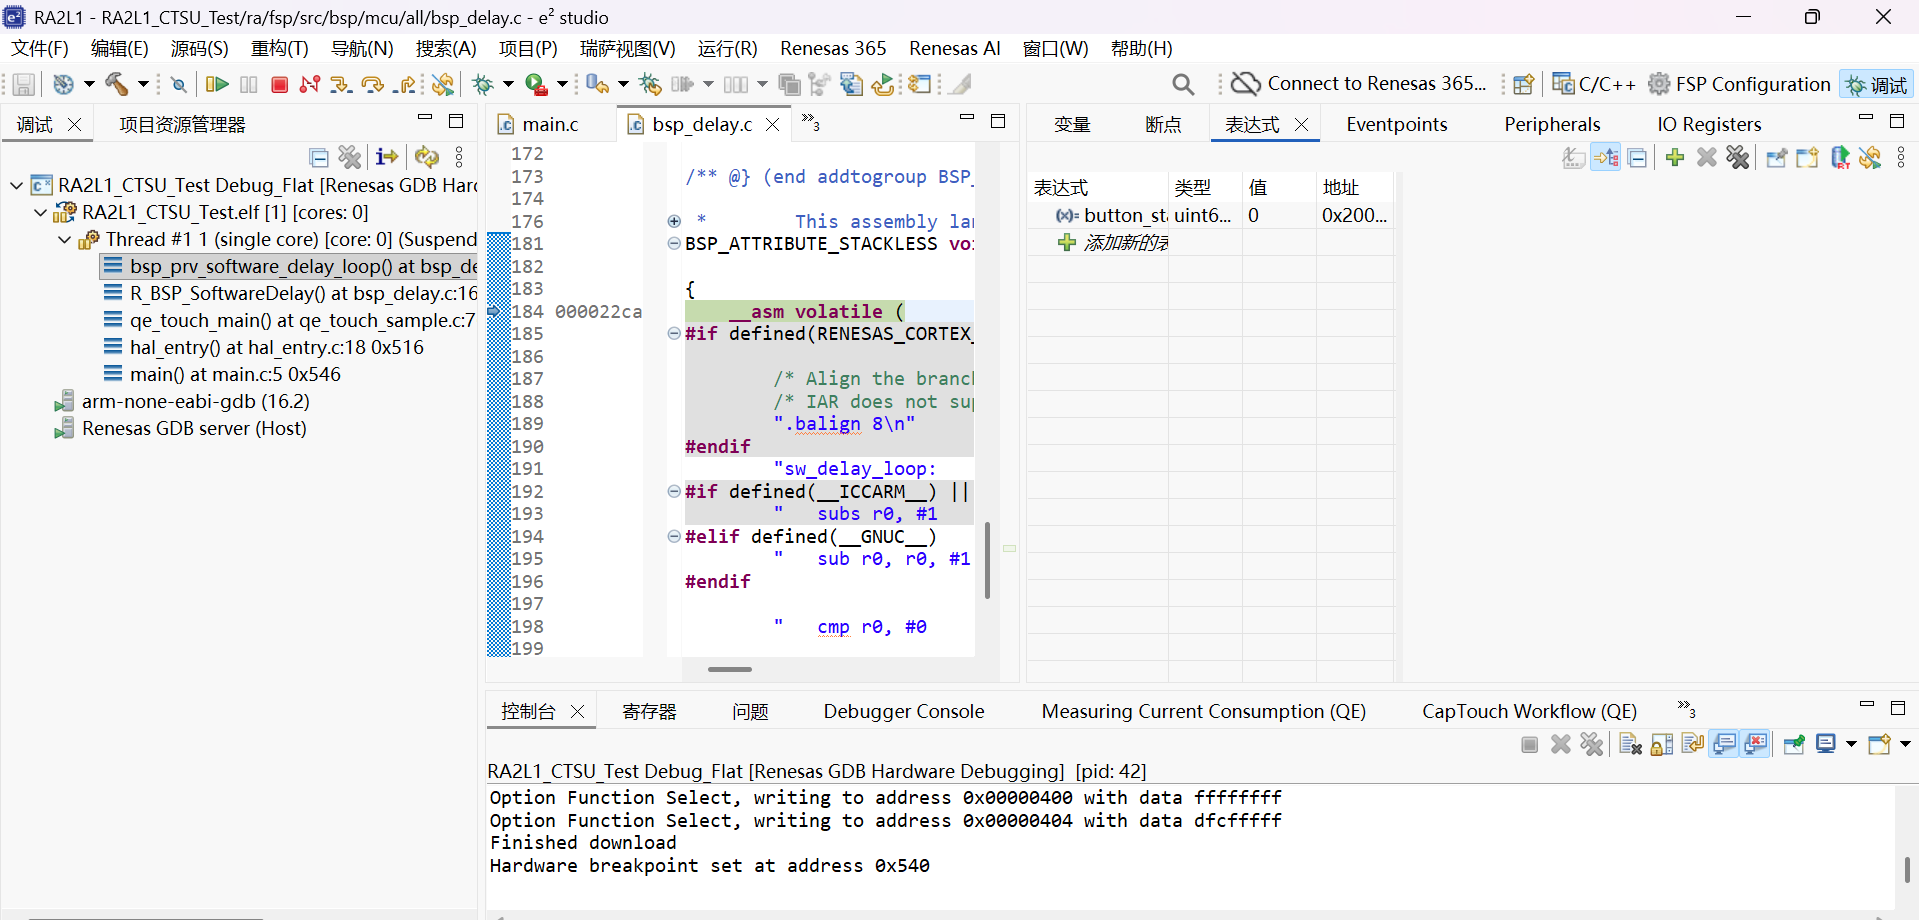 RA2L1 - RA2L1_CTSU_Test/ra/fsp/src/bsp/mcu/all/bsp_delay.c - e² studio
文件(F) 编辑(E) 源码(S) 重构(T) 导航(N) 搜索(A) 项目(P) 瑞萨视图(V) 运行(R) Renesas 365 Renesas AI 窗口(W) 帮助(H)
Connect to Renesas 365... C/C++ FSP Configuration 调试
调试 项目资源管理器
RA2L1_CTSU_Test Debug_Flat [Renesas GDB Har
RA2L1_CTSU_Test.elf [1] [cores: 0]
Thread #1 1 (single core) [core: 0] (Suspend
bsp_prv_software_delay_loop() at bsp_de
R_BSP_SoftwareDelay() at bsp_delay.c:16
qe_touch_main() at qe_touch_sample.c:7
hal_entry() at hal_entry.c:18 0x516
main() at main.c:5 0x546
arm-none-eabi-gdb (16.2)
Renesas GDB server (Host)
main.c bsp_delay.c 3
172
173 /** @} (end addtogroup BSP_
174
176 * This assembly lan
181 BSP_ATTRIBUTE_STACKLESS voi
182
183 {
184 000022ca __asm volatile (
185 #if defined(RENESAS_CORTEX_
186
187 /* Align the branch
188 /* IAR does not sup
189 ".balign 8\n"
190 #endif
191 "sw_delay_loop:
192 #if defined(__ICCARM__) ||
193 " subs r0, #1
194 #elif defined(__GNUC__)
195 " sub r0, r0, #1
196 #endif
197
198 " cmp r0, #0
199
变量 断点 表达式 Eventpoints Peripherals IO Registers
表达式 类型 值 地址
(x)= button_sta uint6... 0 0x200...
添加新的表
控制台 寄存器 问题 Debugger Console Measuring Current Consumption (QE) CapTouch Workflow (QE) 3
RA2L1_CTSU_Test Debug_Flat [Renesas GDB Hardware Debugging] [pid: 42]
Option Function Select, writing to address 0x00000400 with data ffffffff
Option Function Select, writing to address 0x00000404 with data dfcfffff
Finished download
Hardware breakpoint set at address 0x540